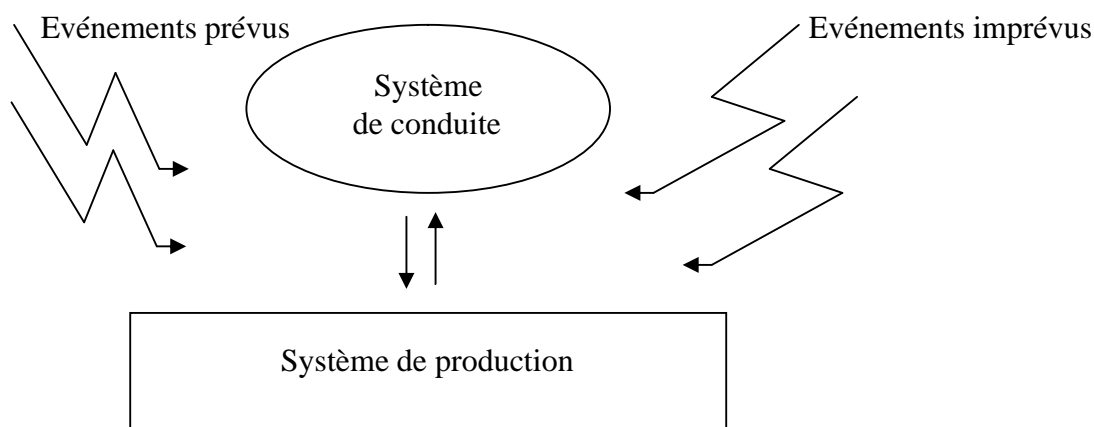 Evénements prévus
Evénements imprévus
Système
de conduite
Système de production